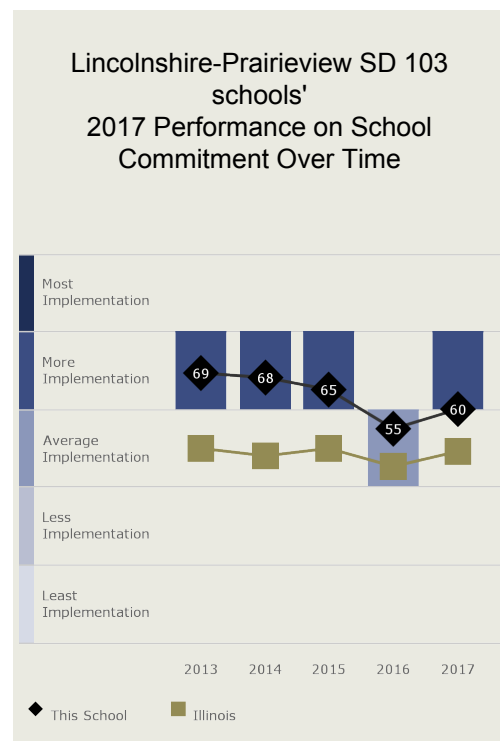 Lincolnshire-Prairieview SD 103
schools'
2017 Performance on School
Commitment Over Time
Most
Implementation
More
Implementation
69
68
65
55
60
Average
Implementation
Less
Implementation
Least
Implementation
2013 2014 2015 2016 2017
This School Illinois